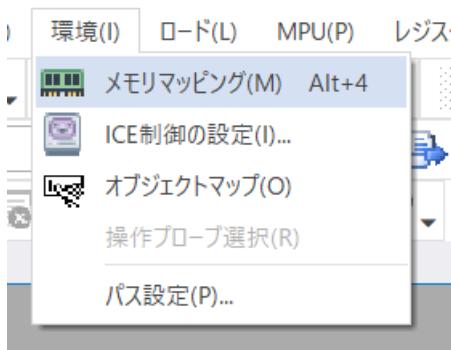 環境(I) ロード(L) MPU(P) レジス
メモリマッピング(M) Alt+4
ICE制御の設定(I)...
オブジェクトマップ(O)
操作プローブ選択(R)
パス設定(P)...